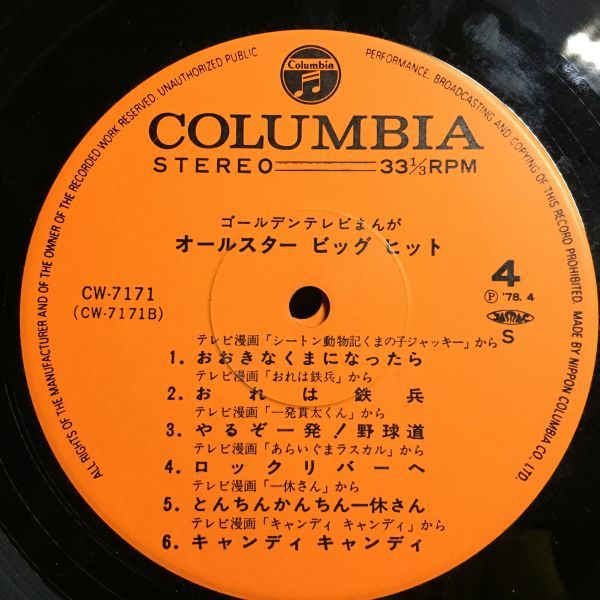 Columbia
ALL RIGHTS OF THE MANUFACTURER AND OF THE OWNER OF THE RECORDED WORK RESERVED. UNAUTHORIZED PUBLIC PERFORMANCE. BROADCASTING AND COPYING OF THIS RECORD PROHIBITED. MADE BY NIPPON COLUMBIA CO. LTD.
COLUMBIA
STEREO 33 1/3 RPM
ゴールデンテレビまんが
オールスター ビッグ ヒット
CW-7171
(CW-7171B)
4
Ⓟ '78. 4
JASRAC
S
テレビ漫画「シートン動物記くまの子ジャッキー」から
1. おおきなくまになったら
テレビ漫画「おれは鉄兵」から
2. おれは鉄兵
テレビ漫画「一発貫太くん」から
3. やるぞ一発!野球道
テレビ漫画「あらいぐまラスカル」から
4. ロックリバーへ
テレビ漫画「一休さん」から
5. とんちんかんちん一休さん
テレビ漫画「キャンディ キャンディ」から
6. キャンディ キャンディ